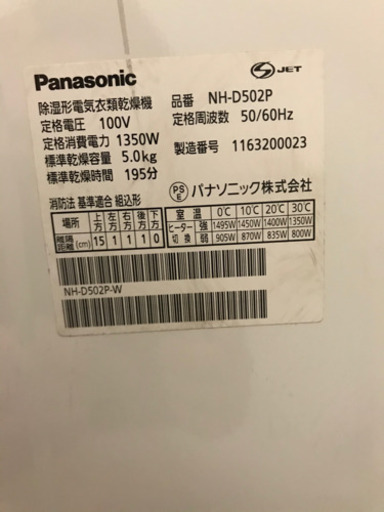 Panasonic
S JET
除湿形電気衣類乾燥機
品番 NH-D502P
定格電圧 100V
定格周波数 50/60Hz
定格消費電力 1350W
標準乾燥容量 5.0kg
製造番号 1163200023
標準乾燥時間 195分
PS E パナソニック株式会社
消防法 基準適合 組込形
場所 上方 左方 右方 後方 下方
離隔距離(cm) 15 1 1 1 0
室温 0℃ 10℃ 20℃ 30℃
ヒーター切換 強 1495W 1450W 1400W 1350W
弱 905W 870W 835W 800W
NH-D502P-W